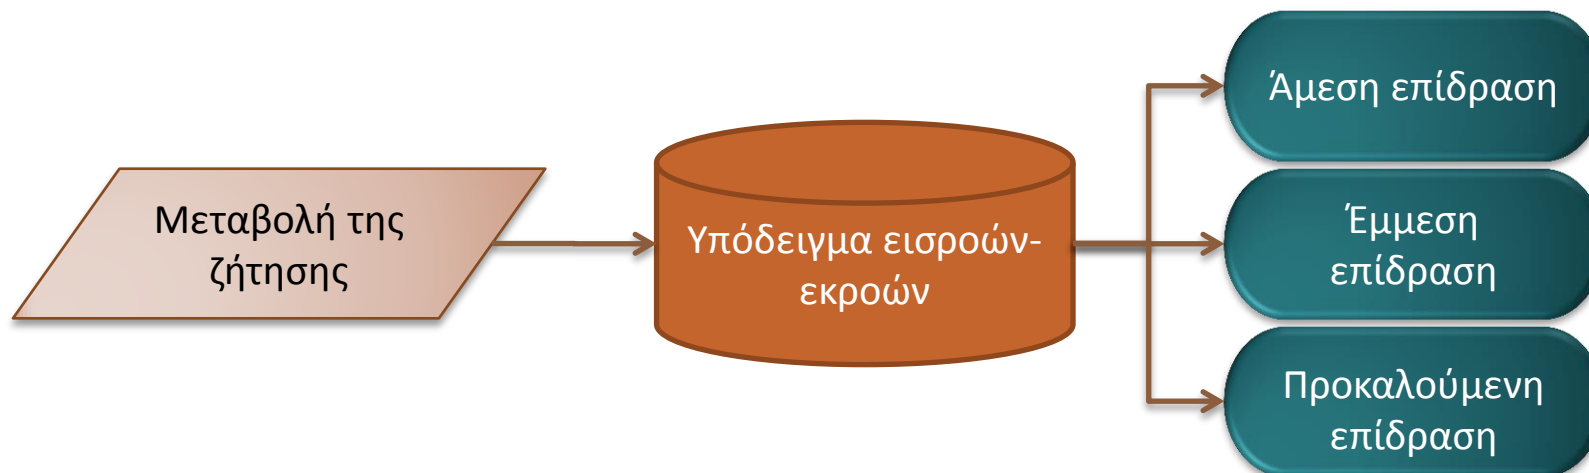 Μεταβολή της
ζήτησης
Υπόδειγμα εισροών-
εκροών
Άμεση επίδραση
Έμμεση
επίδραση
Προκαλούμενη
επίδραση